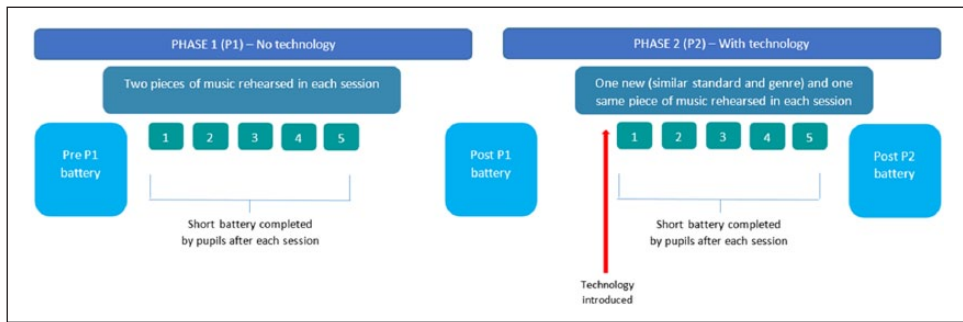 PHASE 1 (P1) – No technology
PHASE 2 (P2) – With technology
Two pieces of music rehearsed in each session
One new (similar standard and genre) and one
same piece of music rehearsed in each session
Pre P1
battery
1 2 3 4 5
Post P1
battery
1 2 3 4 5
Post P2
battery
Short battery completed
by pupils after each session
Short battery completed
by pupils after each session
Technology
introduced